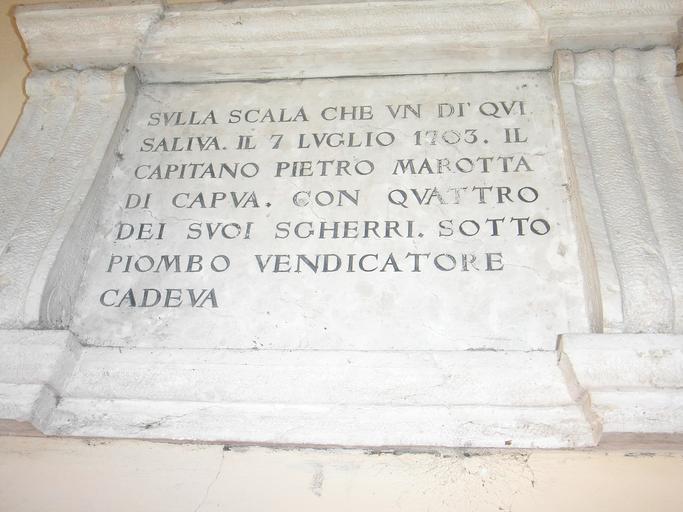 SVLLA SCALA CHE VN DI' QVI
SALIVA. IL 7 LVGLIO 1703. IL
CAPITANO PIETRO MAROTTA
DI CAPVA. CON QVATTRO
DEI SVOI SGHERRI. SOTTO
PIOMBO VENDICATORE
CADEVA